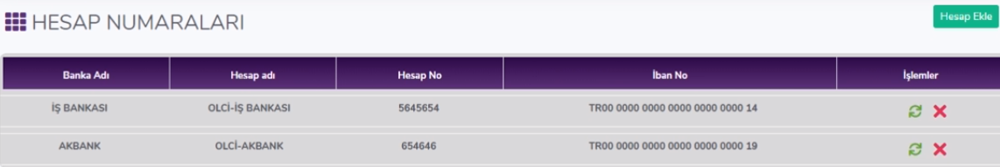 HESAP NUMARALARI
Hesap Ekle
Banka Adı Hesap adı Hesap No İban No İşlemler
İŞ BANKASI OLCİ-İŞ BANKASI 5645654 TR00 0000 0000 0000 0000 0000 14
AKBANK OLCİ-AKBANK 654646 TR00 0000 0000 0000 0000 0000 19